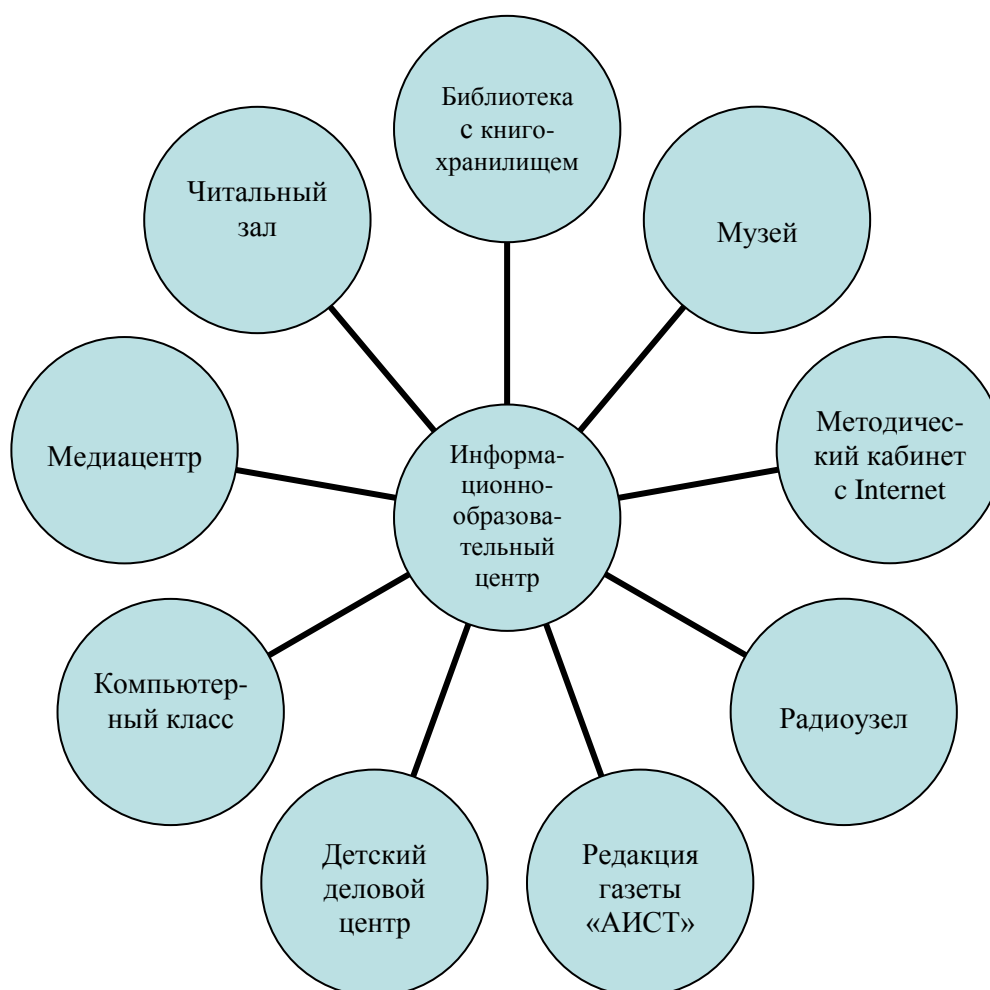 Библиотека
с книго-
хранилищем
Читальный
зал
Музей
Медиацентр
Информа-
ционно-
образова-
тельный
центр
Методичес-
кий кабинет
с Internet
Компьютер-
ный класс
Радиоузел
Детский
деловой
центр
Редакция
газеты
«АИСТ»